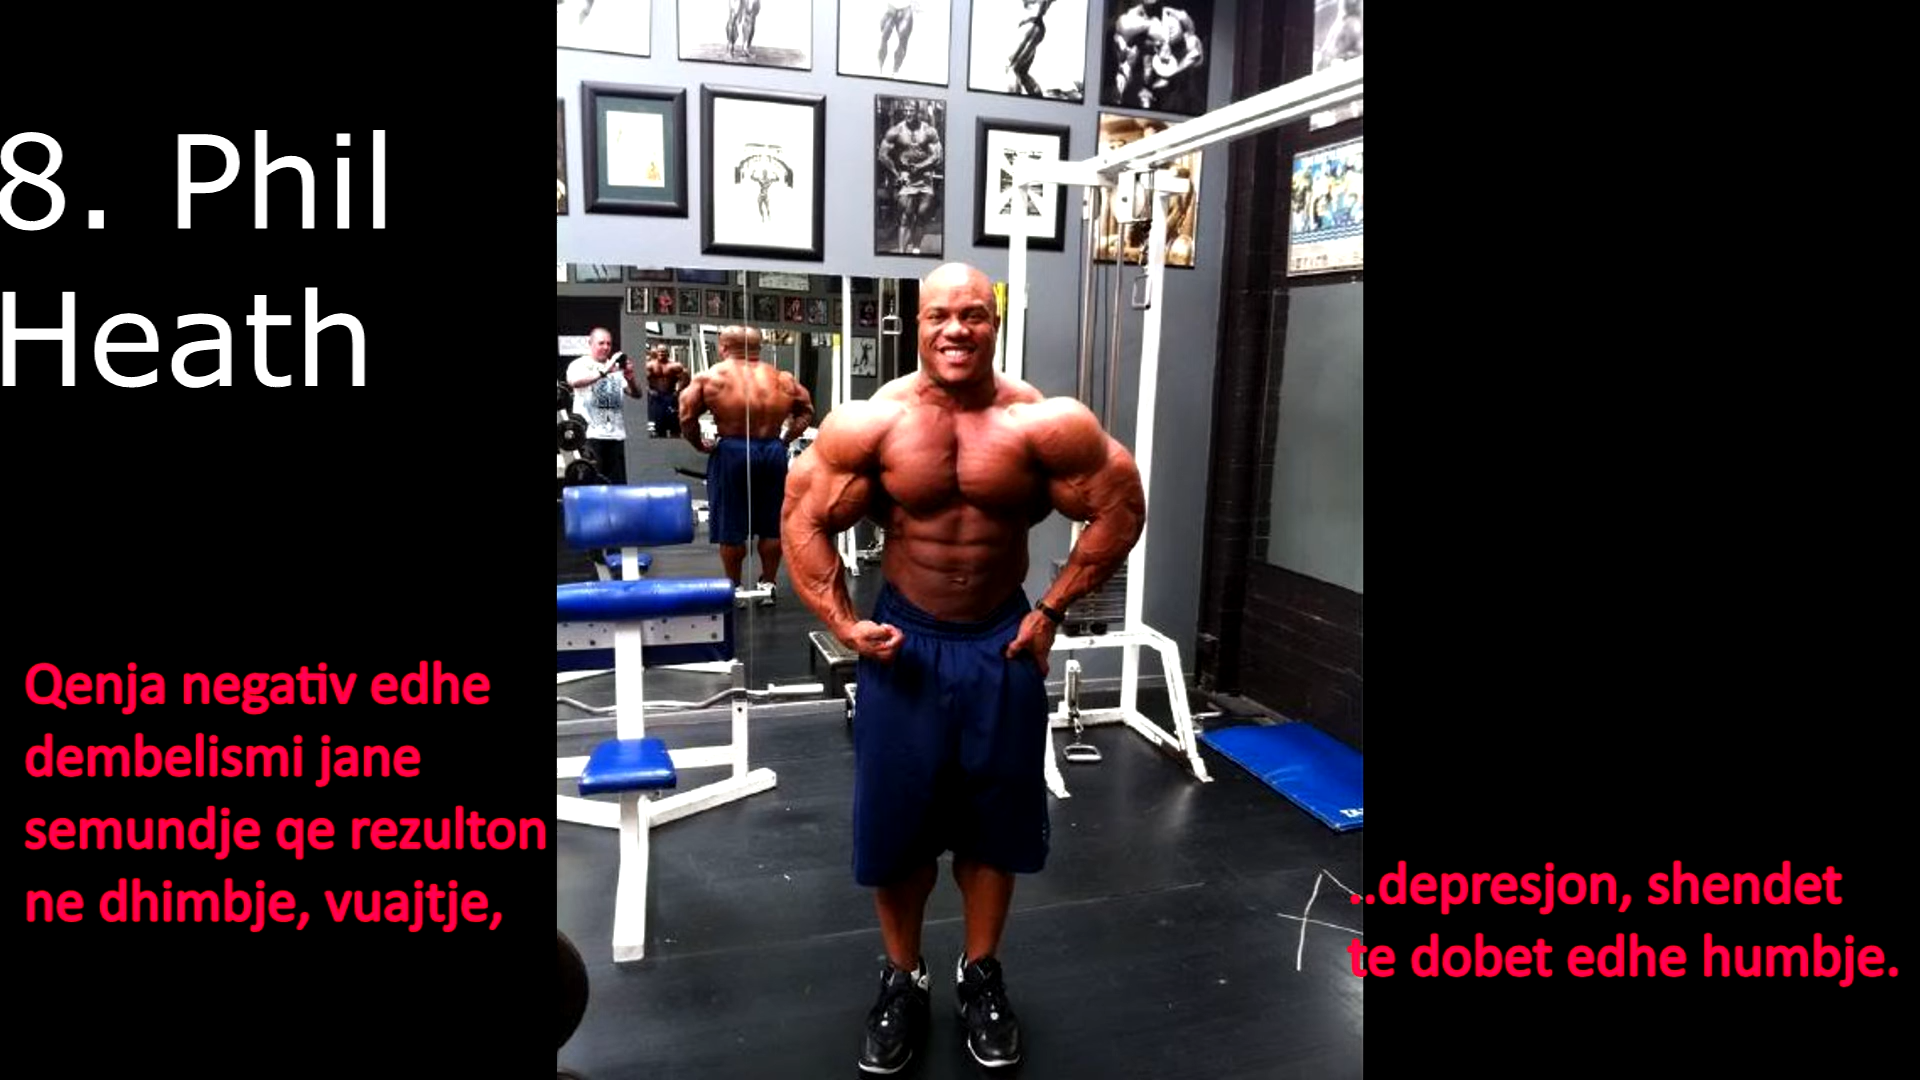 8. Phil
Heath
Qenja negativ edhe
dembelismi jane
semundje qe rezulton
ne dhimbje, vuajtje,
..depresjon, shendet
te dobet edhe humbje.